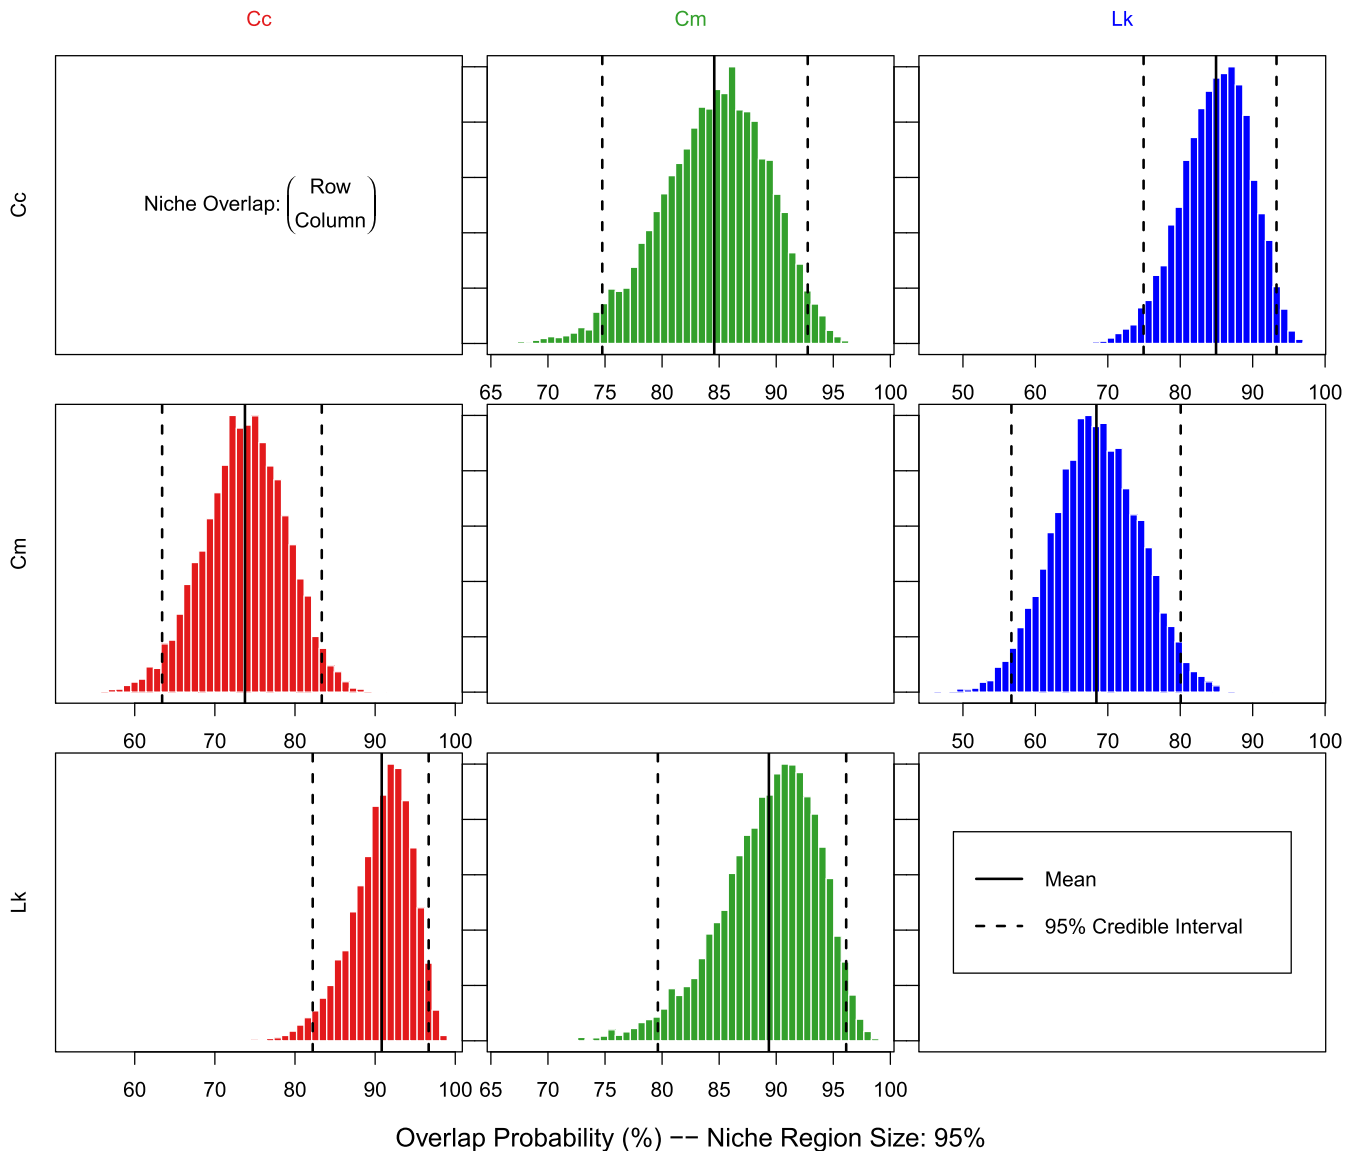 Cc Cm Lk
Cc
Niche Overlap: (Row
Column)
65 70 75 80 85 90 95 100
50 60 70 80 90 100
Cm
60 70 80 90 100
50 60 70 80 90 100
Lk
Mean
95% Credible Interval
60 70 80 90 100
65 70 75 80 85 90 95 100
Overlap Probability (%) −− Niche Region Size: 95%